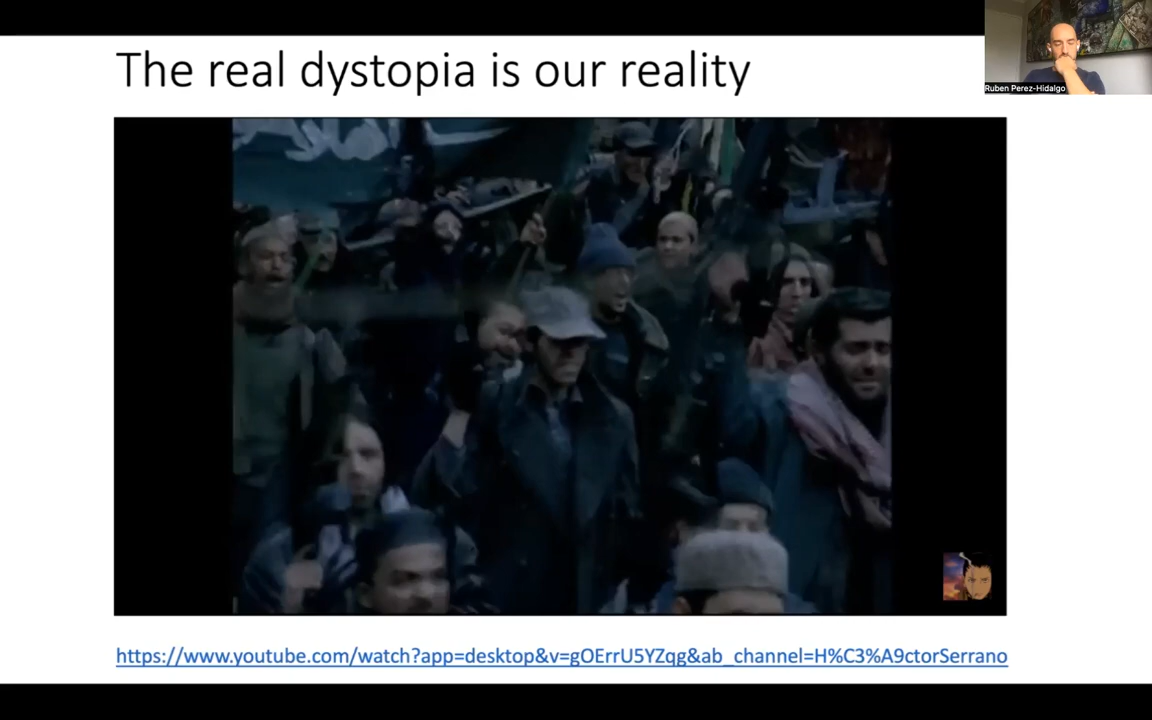 The real dystopia is our reality
Ruben Perez-Hidalgo
https://www.youtube.com/watch?app=desktop&v=gOErrU5YZqg&ab_channel=H%C3%A9ctorSerrano